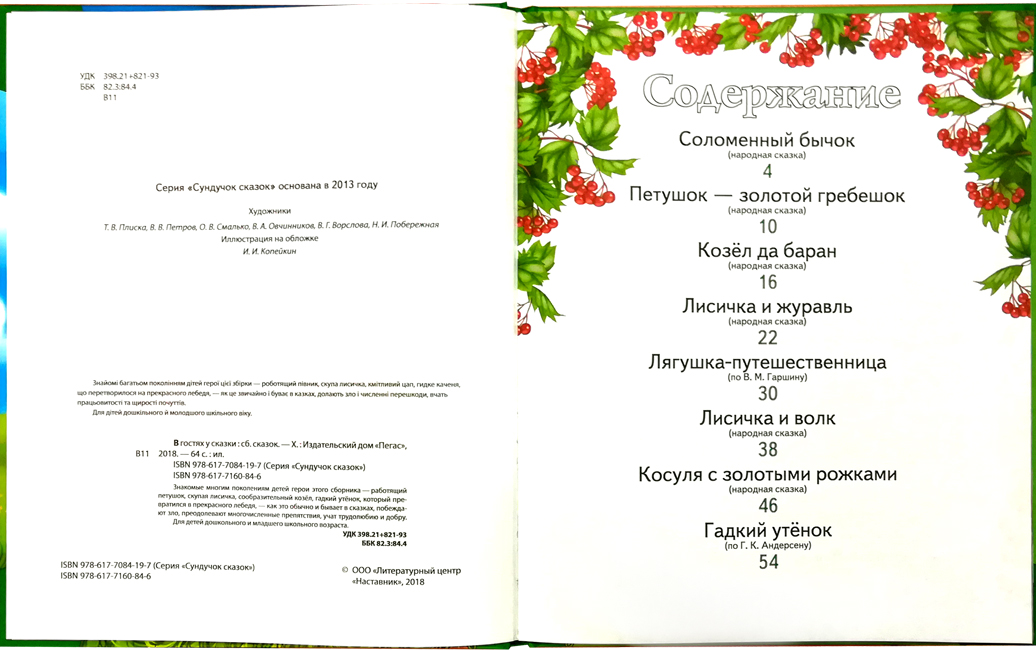 УДК 398.21+821-93
ББК 82.3:84.4
В11
Серия «Сундучок сказок» основана в 2013 году
Художники
Т. В. Плиска, В. В. Петров, О. В. Смалько, В. А. Овчинников, В. Г. Ворслова, Н. И. Побережная
Иллюстрация на обложке
И. И. Копейкин
Знайомі багатьом поколінням дітей герої цієї збірки — роботящий півник, скупа лисичка, кмітливий цап, гидке каченя,
що перетворилося на прекрасного лебедя, — як це звичайно і буває в казках, долають зло і численні перешкоди, вчать
працьовитості та щирості почуттів.
Для дітей дошкільного й молодшого шкільного віку.
В гостях у сказки : сб. сказок. — Х. : Издательский дом «Пегас»,
В11 2018. — 64 с. : ил.
ISBN 978-617-7084-19-7 (Серия «Сундучок сказок»)
ISBN 978-617-7160-84-6
Знакомые многим поколениям детей герои этого сборника — работящий
петушок, скупая лисичка, сообразительный козёл, гадкий утёнок, который пре-
вратился в прекрасного лебедя, — как это обычно и бывает в сказках, побежда-
ют зло, преодолевают многочисленные препятствия, учат трудолюбию и добру.
Для детей дошкольного и младшего школьного возраста.
УДК 398.21+821-93
ББК 82.3:84.4
ISBN 978-617-7084-19-7 (Серия «Сундучок сказок»)
ISBN 978-617-7160-84-6
© ООО «Литературный центр
«Наставник», 2018
Содержание
Соломенный бычок
(народная сказка)
4
Петушок — золотой гребешок
(народная сказка)
10
Козёл да баран
(народная сказка)
16
Лисичка и журавль
(народная сказка)
22
Лягушка-путешественница
(по В. М. Гаршину)
30
Лисичка и волк
(народная сказка)
38
Косуля с золотыми рожками
(народная сказка)
46
Гадкий утёнок
(по Г. К. Андерсену)
54